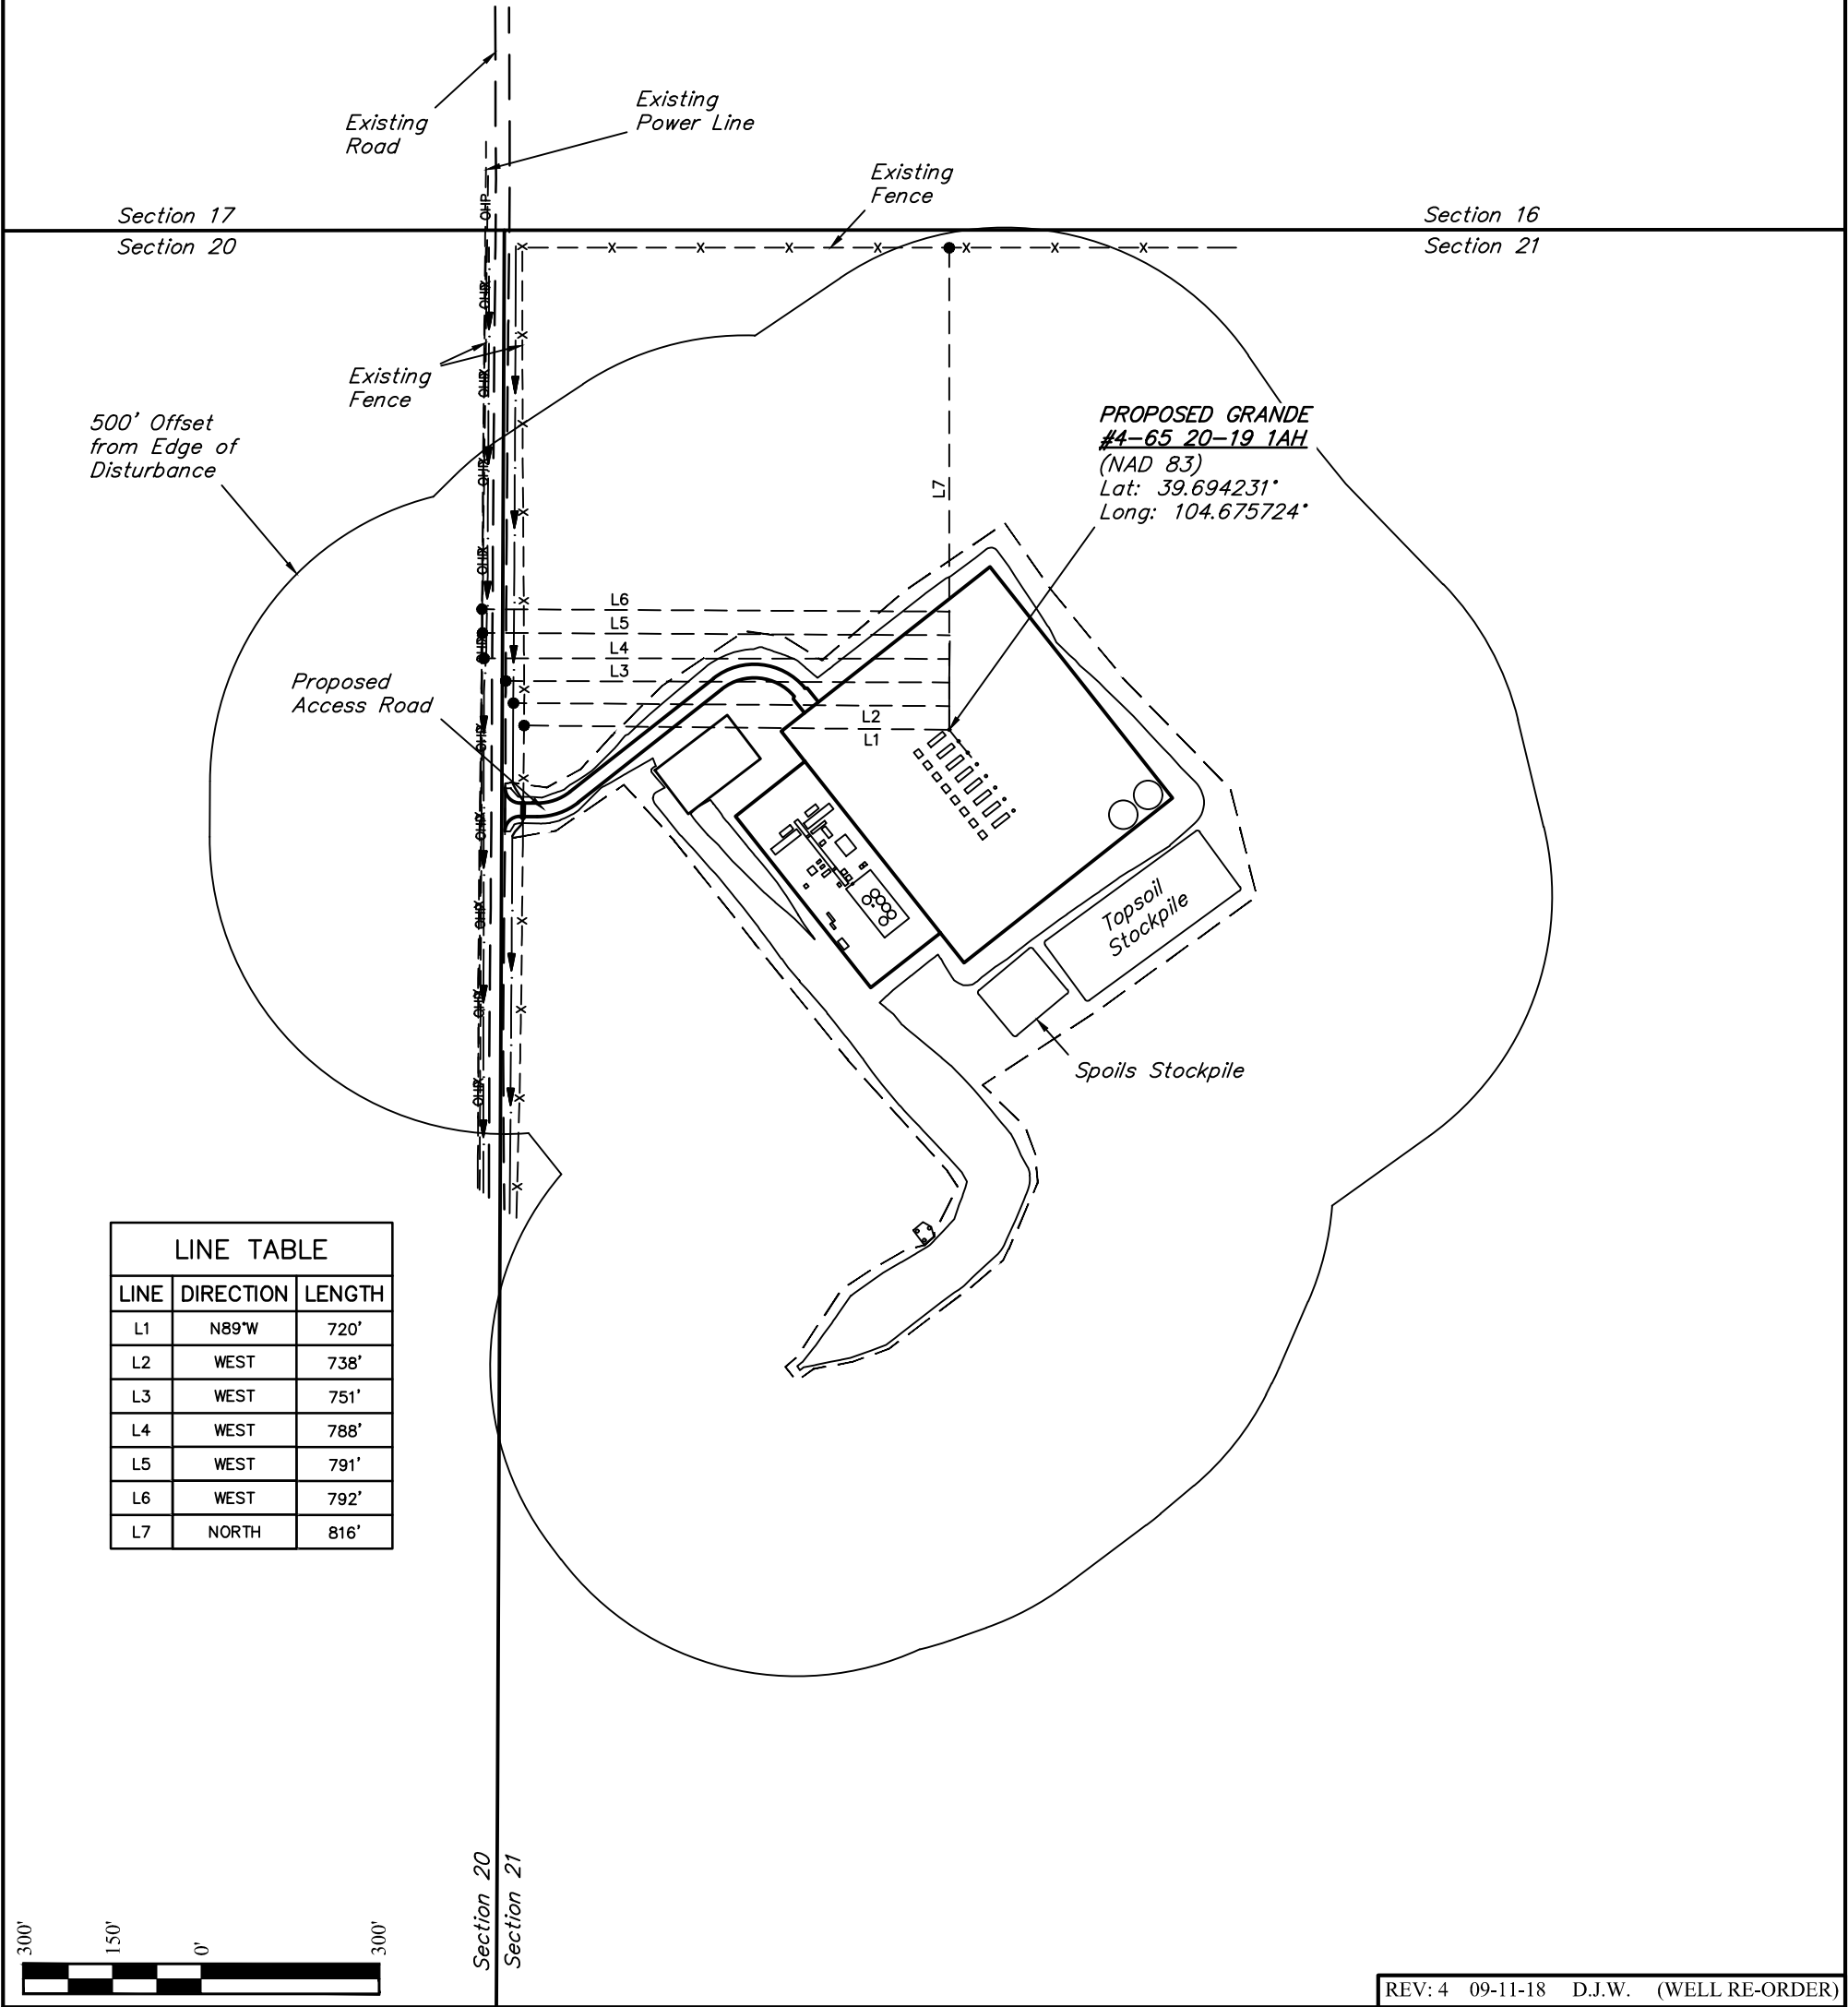 Existing
Road
Existing
Power Line
Existing
Fence
Section 17
Section 20
Section 16
Section 21
OHP
Existing
Fence
500' Offset
from Edge of
Disturbance
PROPOSED GRANDE
#4-65 20-19 1AH
(NAD 83)
Lat: 39.694231°
Long: 104.675724°
L7
L6
L5
L4
L3
L2
L1
Proposed
Access Road
Topsoil
Stockpile
Spoils Stockpile
LINE TABLE
LINE DIRECTION LENGTH
L1 N89°W 720'
L2 WEST 738'
L3 WEST 751'
L4 WEST 788'
L5 WEST 791'
L6 WEST 792'
L7 NORTH 816'
Section 20
Section 21
300' 150' 0' 300'
REV: 4 09-11-18 D.J.W. (WELL RE-ORDER)